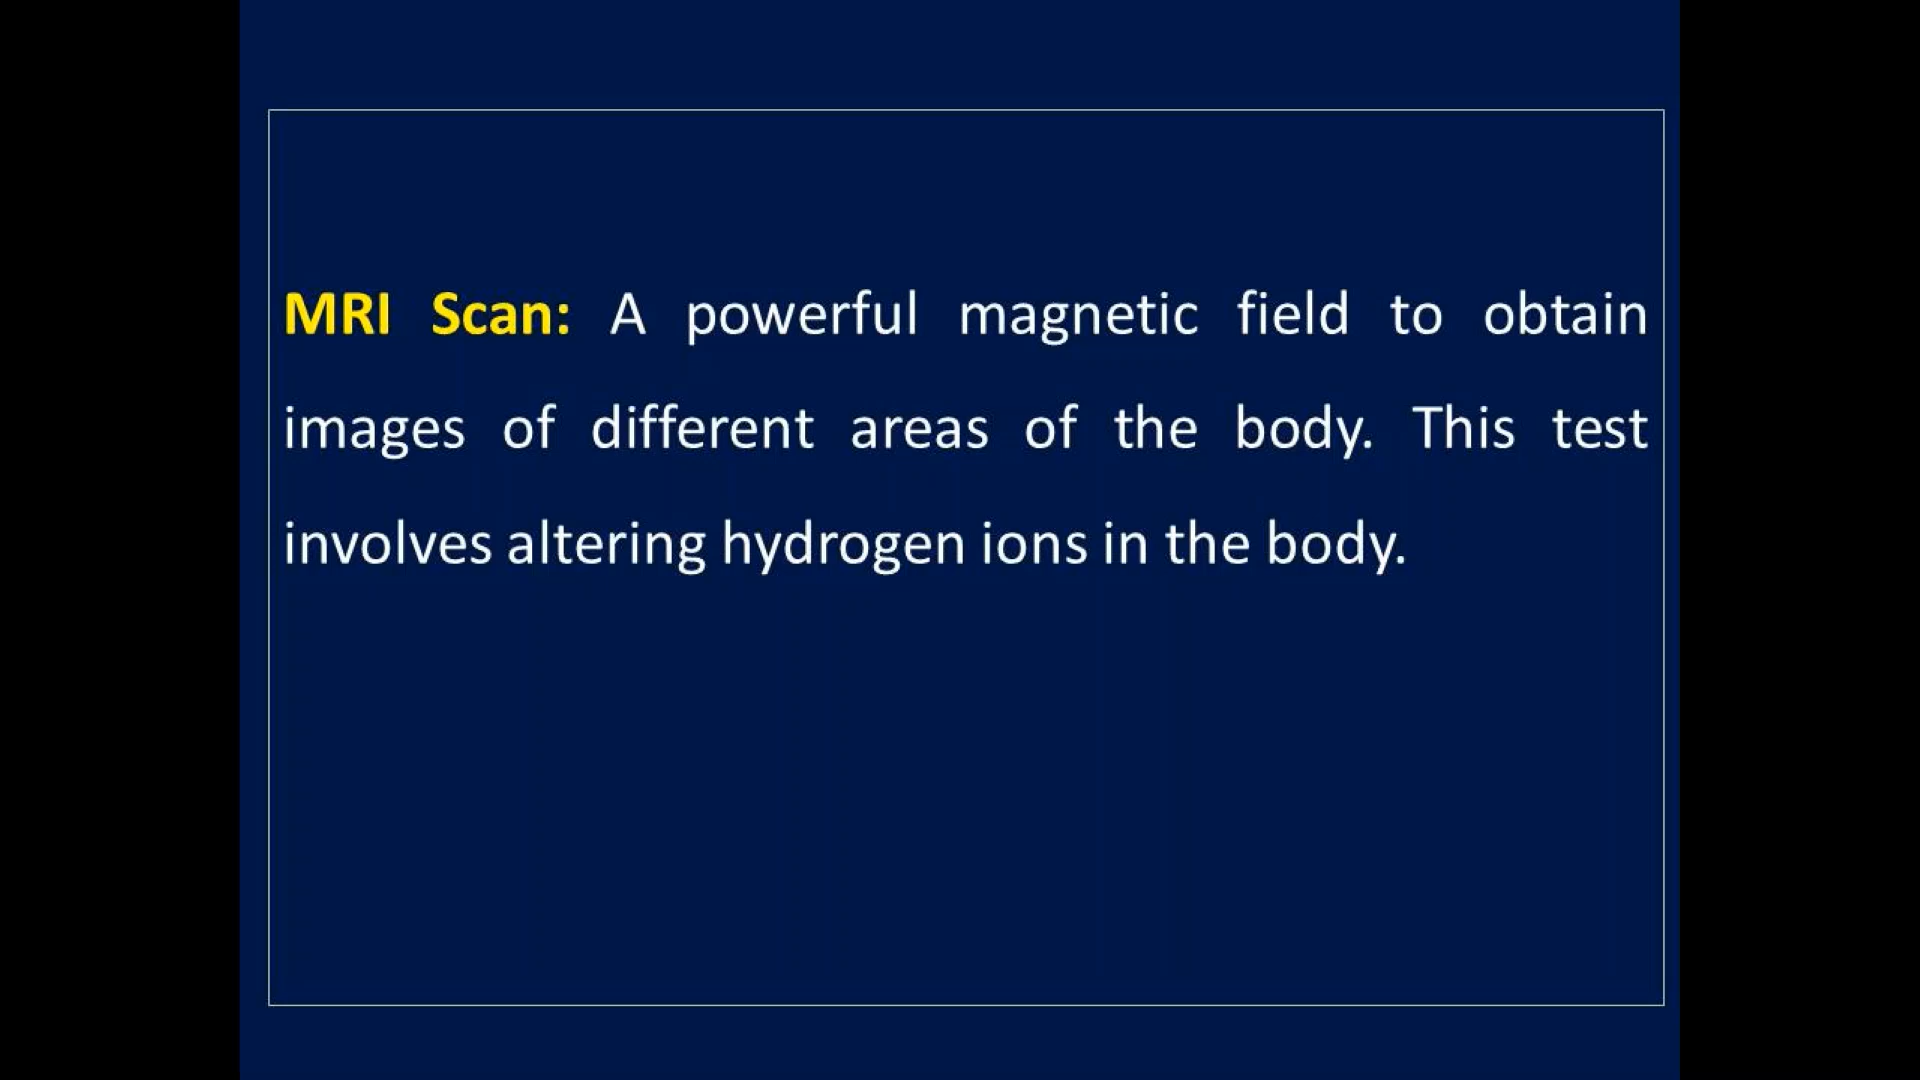 MRI Scan: A powerful magnetic field to obtain
images of different areas of the body. This test
involves altering hydrogen ions in the body.